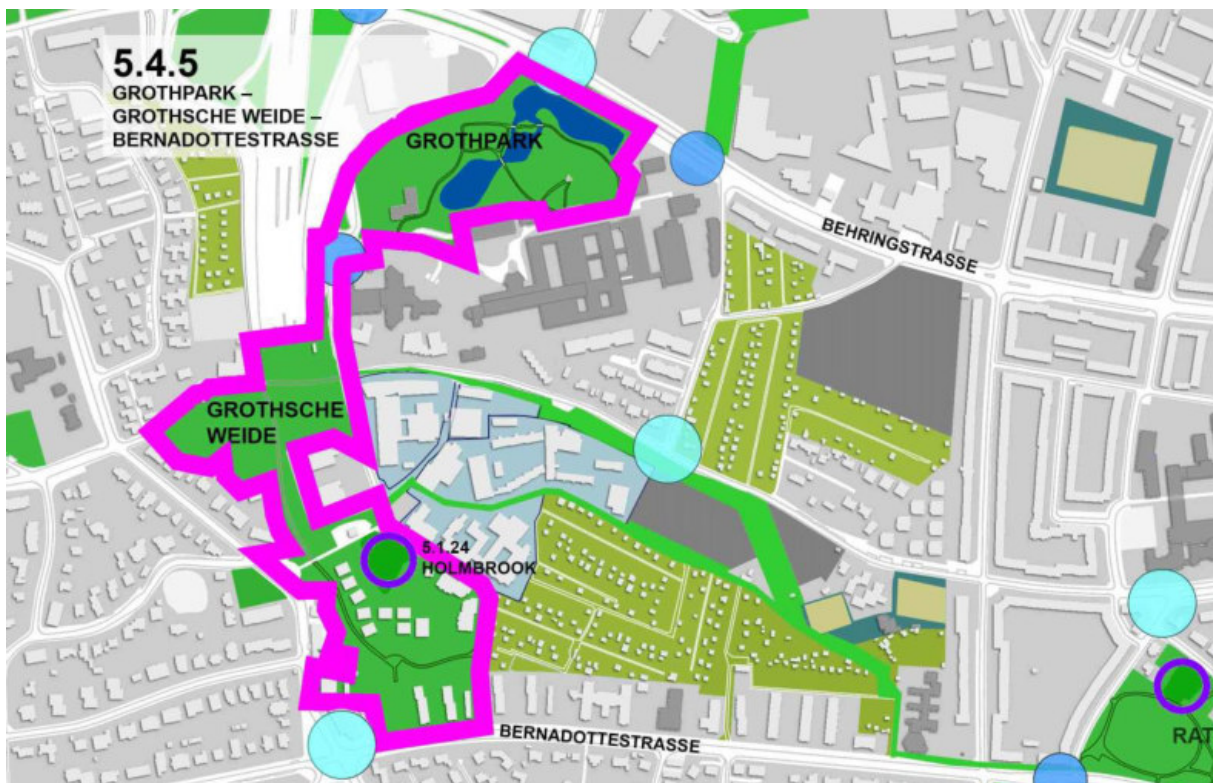 5.4.5
GROTHPARK –
GROTHSCHE WEIDE –
BERNADOTTESTRASSE
GROTHPARK
BEHRINGSTRASSE
GROTHSCHE
WEIDE
5.1.24
HOLMBROOK
BERNADOTTESTRASSE
RAT